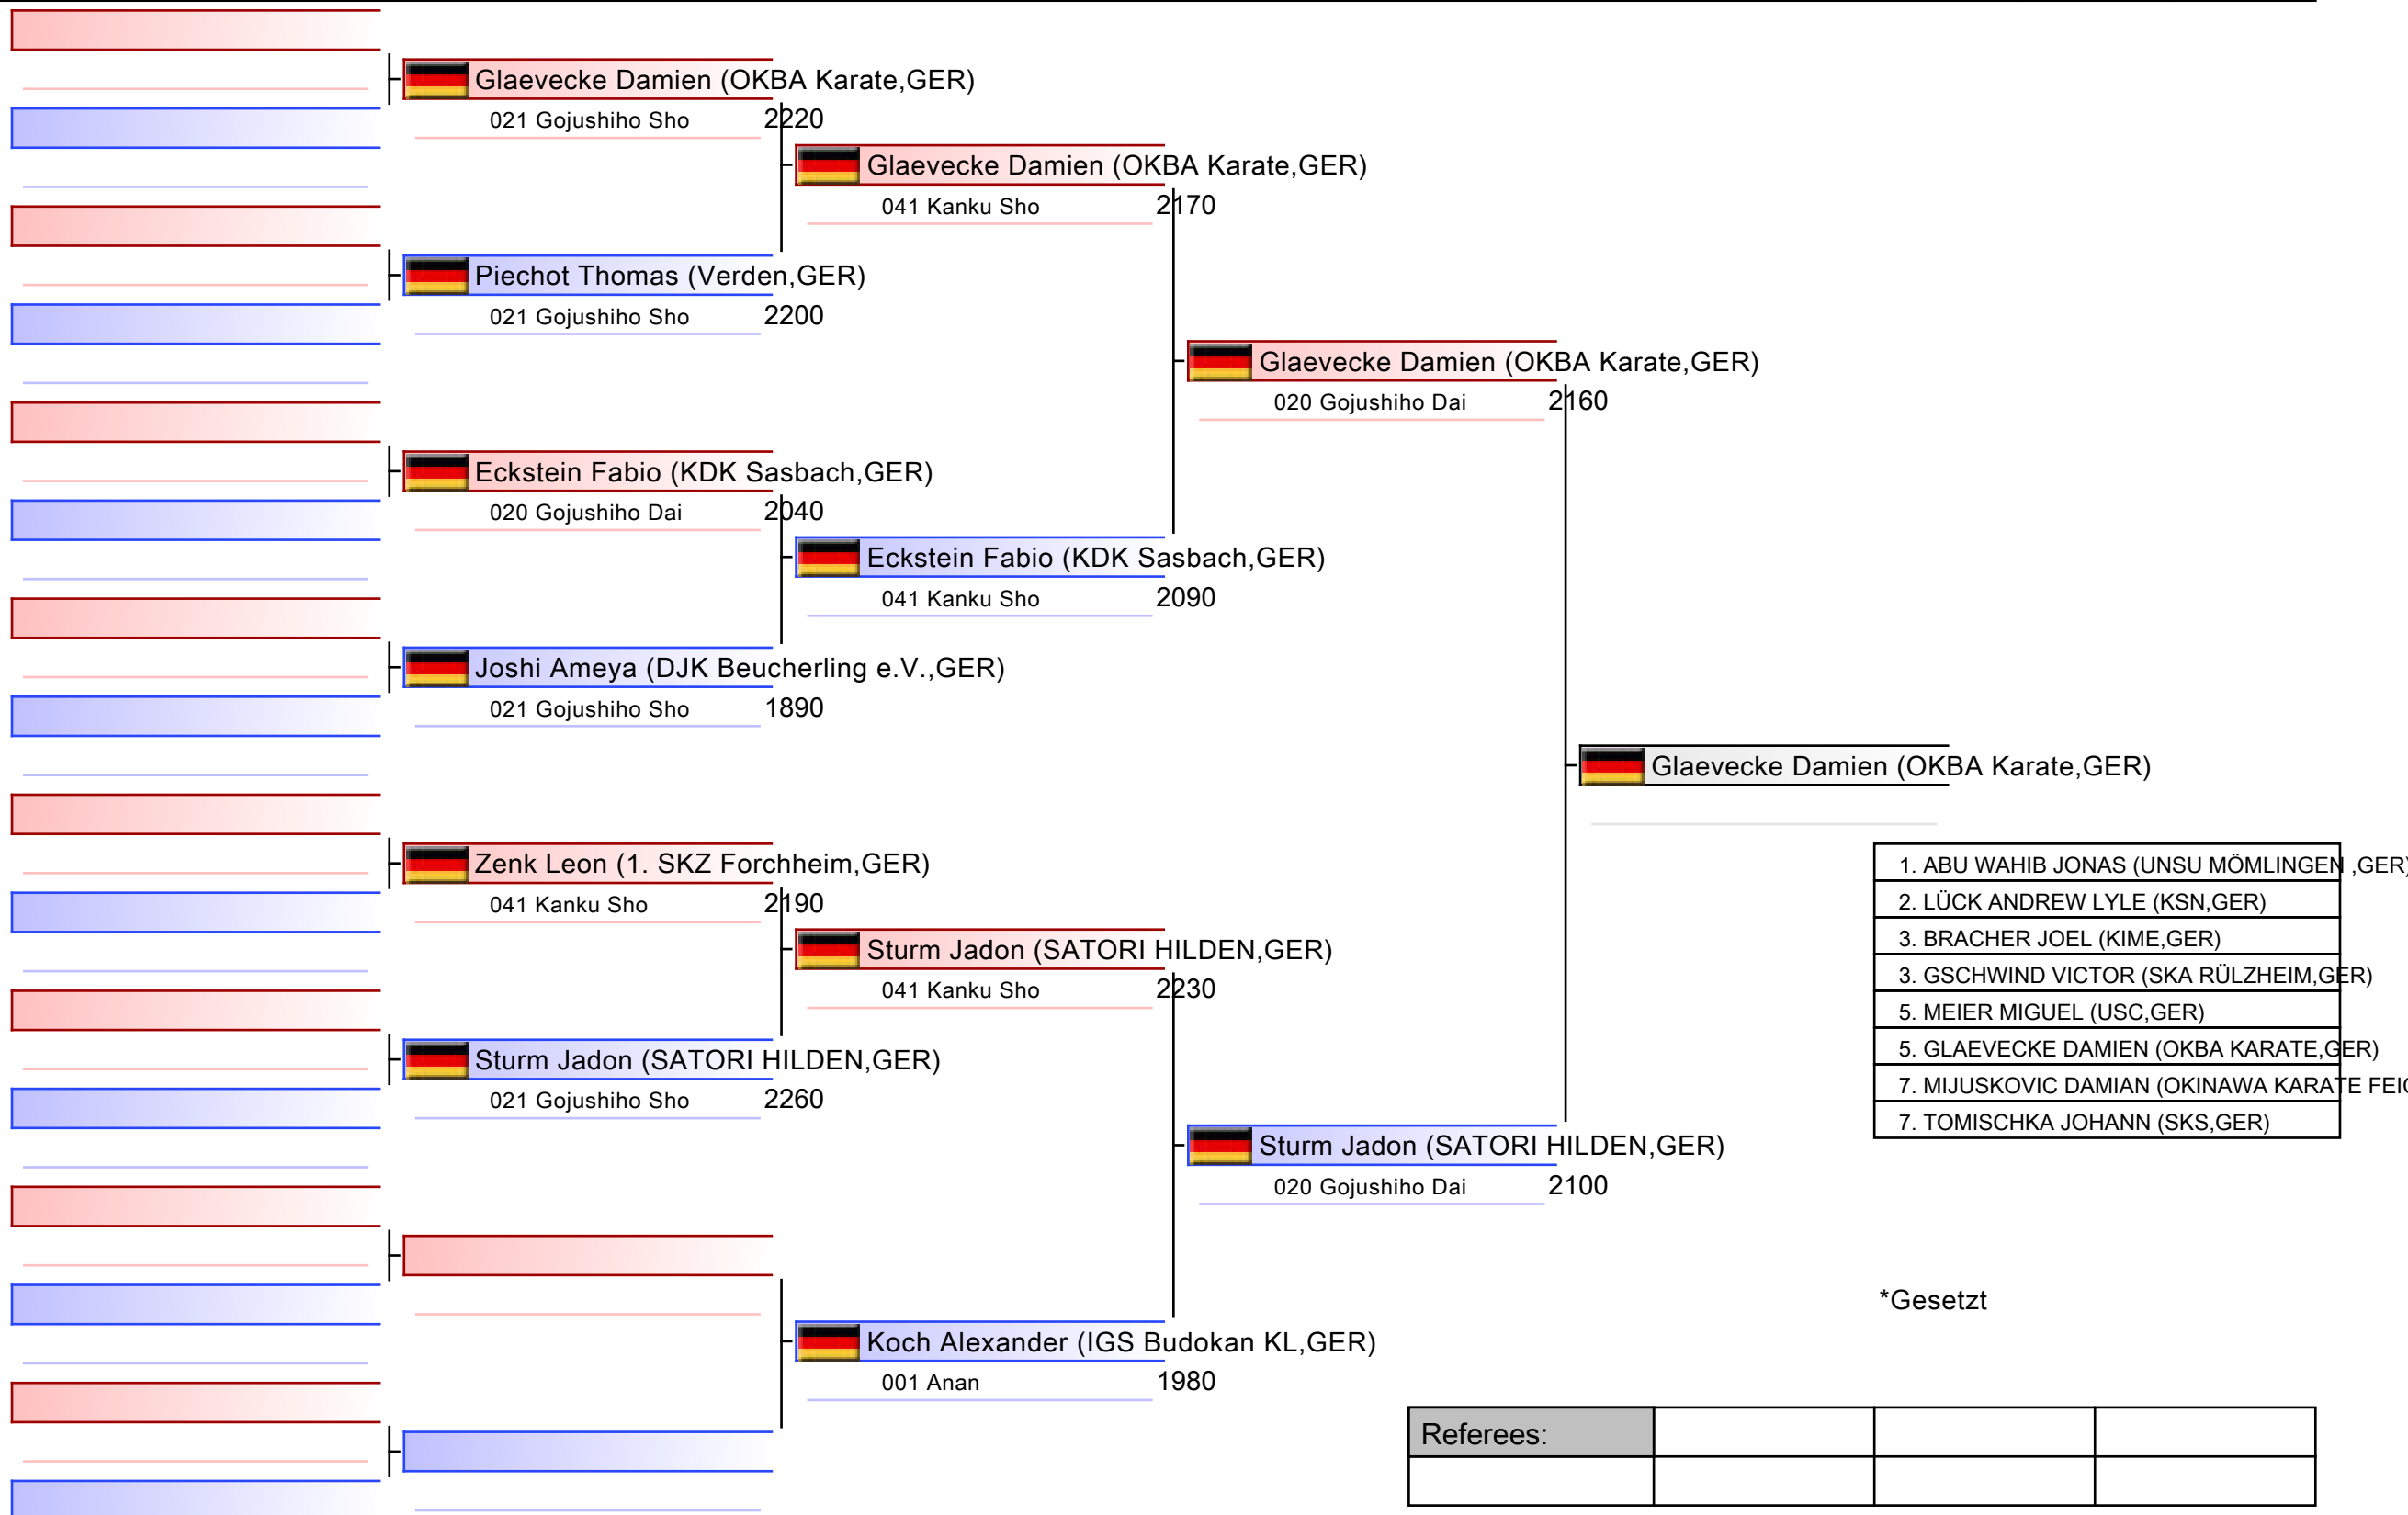 Glaevecke Damien (OKBA Karate,GER)
021 Gojushiho Sho 2220
Glaevecke Damien (OKBA Karate,GER)
041 Kanku Sho 2170
Piechot Thomas (Verden,GER)
021 Gojushiho Sho 2200
Glaevecke Damien (OKBA Karate,GER)
020 Gojushiho Dai 2160
Eckstein Fabio (KDK Sasbach,GER)
020 Gojushiho Dai 2040
Eckstein Fabio (KDK Sasbach,GER)
041 Kanku Sho 2090
Joshi Ameya (DJK Beucherling e.V.,GER)
021 Gojushiho Sho 1890
Glaevecke Damien (OKBA Karate,GER)
Zenk Leon (1. SKZ Forchheim,GER)
041 Kanku Sho 2190
Sturm Jadon (SATORI HILDEN,GER)
041 Kanku Sho 2230
Sturm Jadon (SATORI HILDEN,GER)
021 Gojushiho Sho 2260
Sturm Jadon (SATORI HILDEN,GER)
020 Gojushiho Dai 2100
Koch Alexander (IGS Budokan KL,GER)
001 Anan 1980
1. ABU WAHIB JONAS (UNSU MÖMLINGEN ,GER)
2. LÜCK ANDREW LYLE (KSN,GER)
3. BRACHER JOEL (KIME,GER)
3. GSCHWIND VICTOR (SKA RÜLZHEIM,GER)
5. MEIER MIGUEL (USC,GER)
5. GLAEVECKE DAMIEN (OKBA KARATE,GER)
7. MIJUSKOVIC DAMIAN (OKINAWA KARATE
7. TOMISCHKA JOHANN (SKS,GER)
*Gesetzt
Referees: